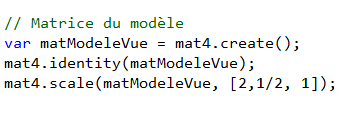 // Matrice du modèle
var matModeleVue = mat4.create();
mat4.identity(matModeleVue);
mat4.scale(matModeleVue, [2,1/2, 1]);